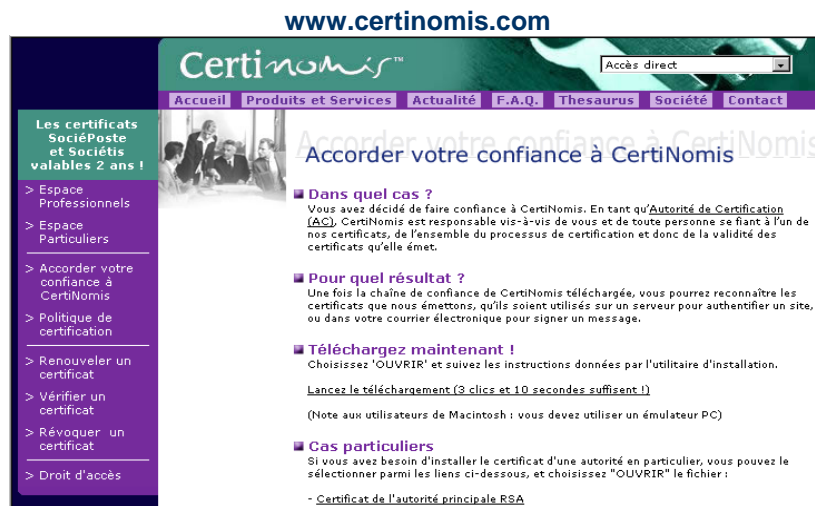 www.certinomis.com
Certinomis™
Accès direct
Accueil Produits et Services Actualité F.A.Q. Thesaurus Société Contact
Les certificats
SociéPoste
et Sociétis
valables 2 ans !
> Espace
Professionnels
> Espace
Particuliers
> Accorder votre
confiance à
CertiNomis
> Politique de
certification
> Renouveler un
certificat
> Vérifier un
certificat
> Révoquer un
certificat
> Droit d'accès
Accorder votre confiance à CertiNomis
Accorder votre confiance à CertiNomis
Dans quel cas ?
Vous avez décidé de faire confiance à CertiNomis. En tant qu'Autorité de Certification
(AC), CertiNomis est responsable vis-à-vis de vous et de toute personne se fiant à l'un de
nos certificats, de l'ensemble du processus de certification et donc de la validité des
certificats qu'elle émet.
Pour quel résultat ?
Une fois la chaîne de confiance de CertiNomis téléchargée, vous pourrez reconnaître les
certificats que nous émettons, qu'ils soient utilisés sur un serveur pour authentifier un site,
ou dans votre courrier électronique pour signer un message.
Téléchargez maintenant !
Choisissez 'OUVRIR' et suivez les instructions données par l'utilitaire d'installation.
Lancez le téléchargement (3 clics et 10 secondes suffisent !)
(Note aux utilisateurs de Macintosh : vous devez utiliser un émulateur PC)
Cas particuliers
Si vous avez besoin d'installer le certificat d'une autorité en particulier, vous pouvez le
sélectionner parmi les liens ci-dessous, et choisissez "OUVRIR" le fichier :
- Certificat de l'autorité principale RSA